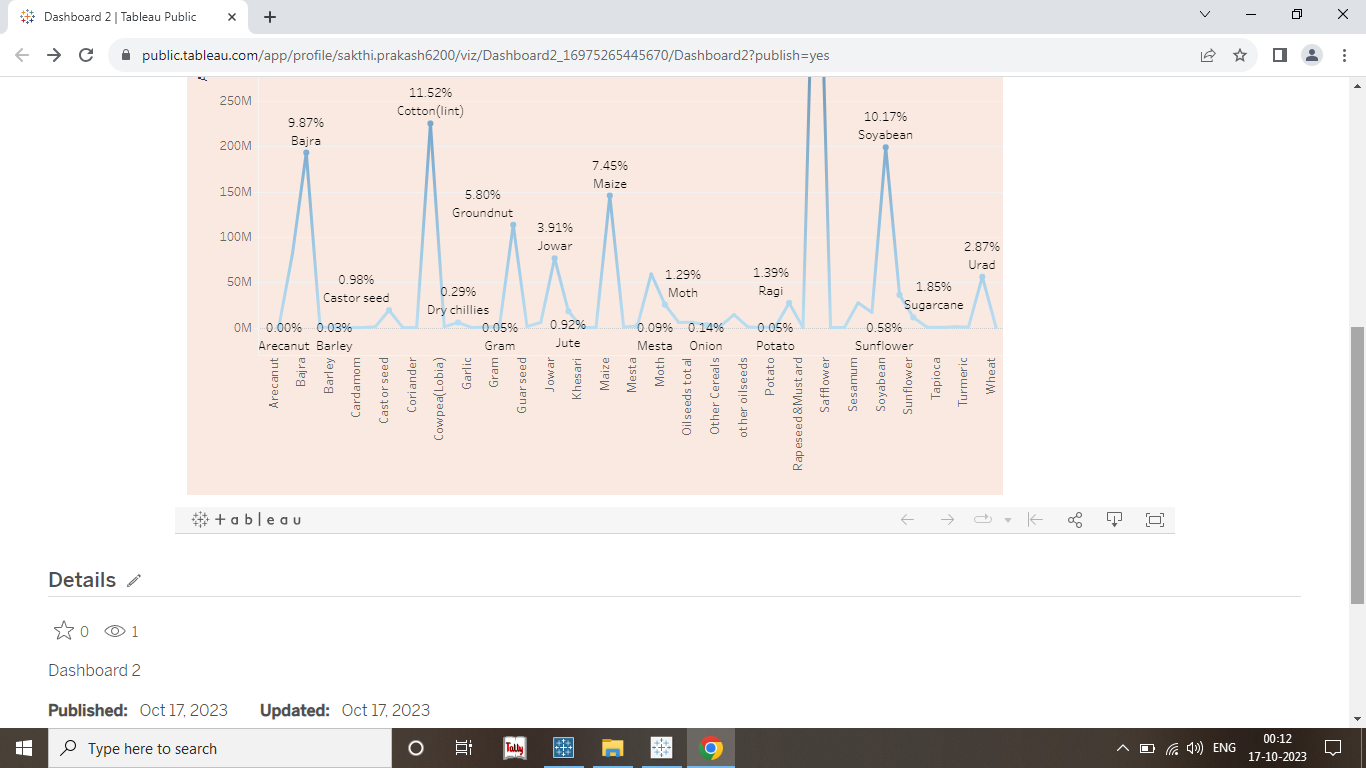 Dashboard 2 | Tableau Public
public.tableau.com/app/profile/sakthi.prakash6200/viz/Dashboard2_16975265445670/Dashboard2?publish=yes
250M
200M
150M
100M
50M
0M
9.87%
Bajra
11.52%
Cotton(lint)
5.80%
Groundnut
3.91%
Jowar
7.45%
Maize
10.17%
Soyabean
2.87%
Urad
0.98%
Castor seed
0.29%
Dry chillies
1.29%
Moth
1.39%
Ragi
1.85%
Sugarcane
0.00%
Arecanut
0.03%
Barley
0.05%
Gram
0.92%
Jute
0.09%
Mesta
0.14%
Onion
0.05%
Potato
0.58%
Sunflower
Arecanut
Bajra
Barley
Cardamom
Castor seed
Coriander
Cowpea(Lobia)
Garlic
Gram
Guar seed
Jowar
Khesari
Maize
Mesta
Moth
Oilseeds total
Other Cereals
other oilseeds
Potato
Rapeseed &Mustard
Safflower
Sesamum
Soyabean
Sunflower
Tapioca
Turmeric
Wheat
+ a b | e a u
Details
0 1
Dashboard 2
Published: Oct 17, 2023 Updated: Oct 17, 2023
Type here to search
Tally
ENG
00:12
17-10-2023